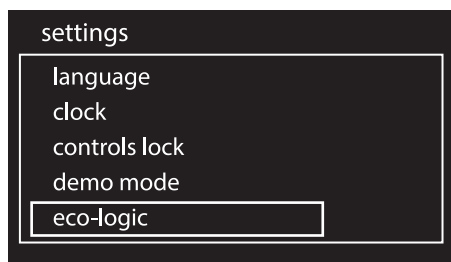 settings
language
clock
controls lock
demo mode
eco-logic